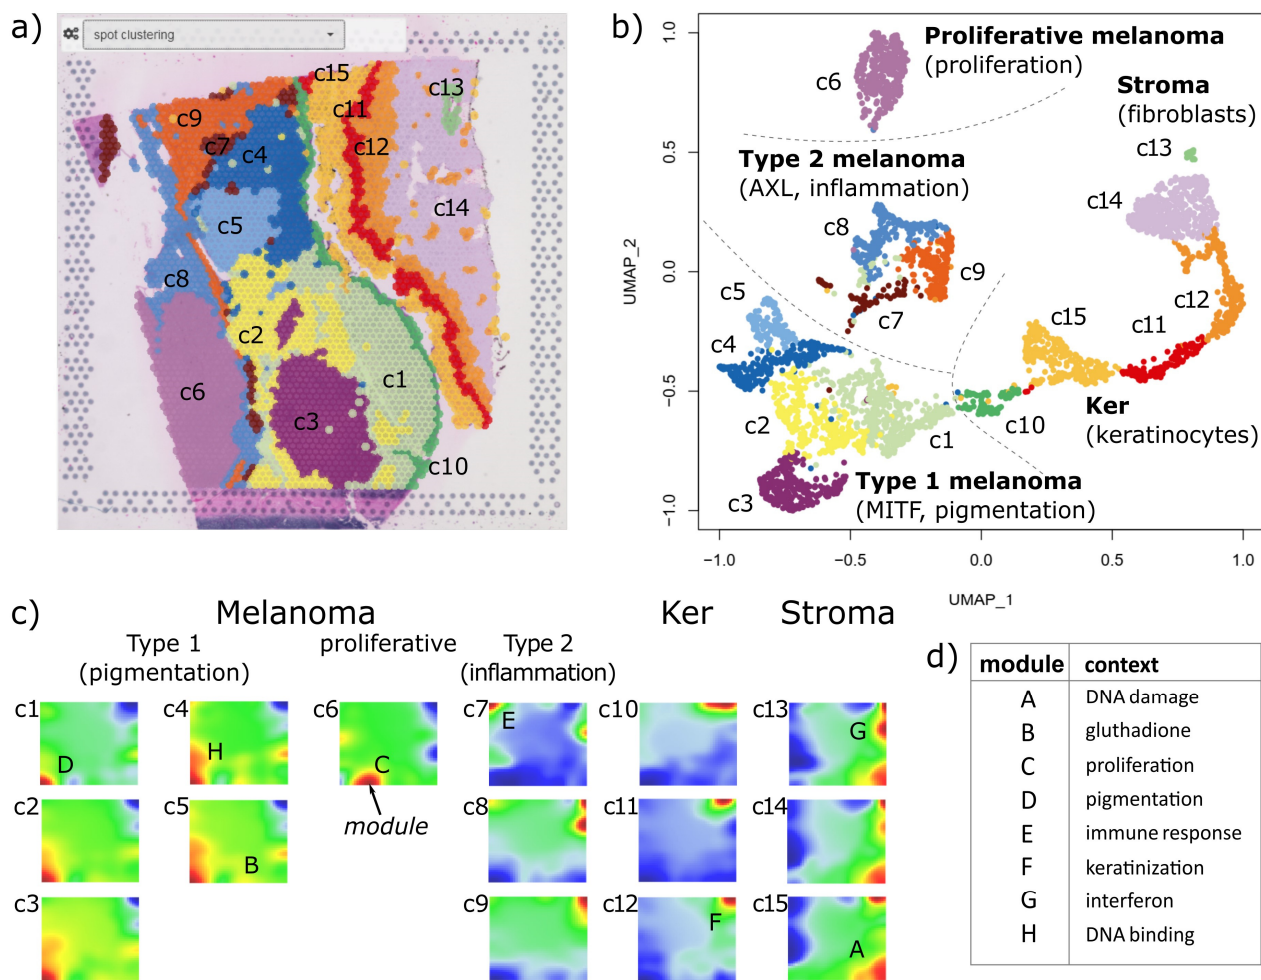 a)
spot clustering
c15
c13
c11
c9
c7
c4
c12
c14
c5
c8
c2
c1
c6
c3
c10
b)
Proliferative melanoma
(proliferation)
c6
Stroma
(fibroblasts)
c13
Type 2 melanoma
(AXL, inflammation)
c14
c8
c9
c5
c7
c12
c4
c15
c11
Ker
(keratinocytes)
c2
c1
c10
c3
Type 1 melanoma
(MITF, pigmentation)
1.0
0.5
0.0
−0.5
−1.0
UMAP_2
−1.0 −0.5 0.0 0.5 1.0
UMAP_1
c)
Melanoma Ker Stroma
Type 1 proliferative Type 2
(pigmentation) (inflammation)
c1 c4 c6 c7 c10 c13
D H C E G
module
c2 c5 c8 c11 c14
B
c3 c9 c12 c15
F A
d)
module context
A DNA damage
B gluthadione
C proliferation
D pigmentation
E immune response
F keratinization
G interferon
H DNA binding